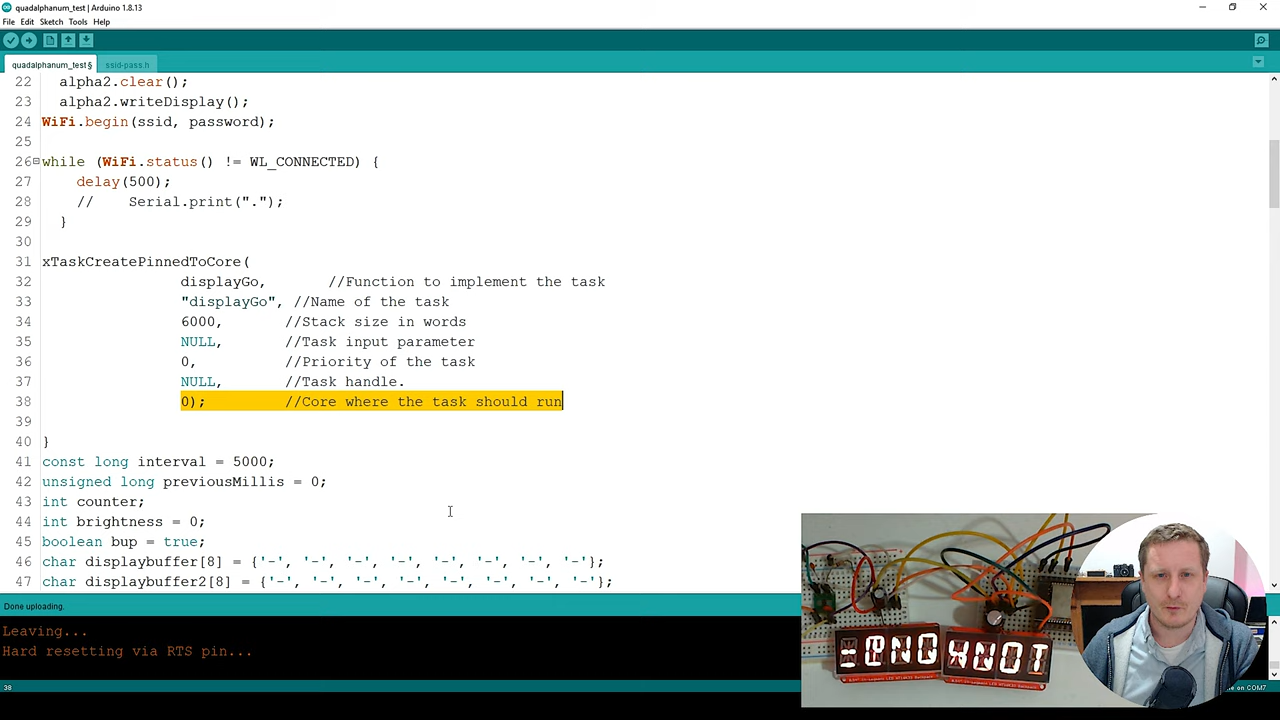 quadalphanum_test | Arduino 1.8.13
File Edit Sketch Tools Help
quadalphanum_test§ ssid-pass.h
22 alpha2.clear();
23 alpha2.writeDisplay();
24 WiFi.begin(ssid, password);
25
26 while (WiFi.status() != WL_CONNECTED) {
27 delay(500);
28 // Serial.print(".");
29 }
30
31 xTaskCreatePinnedToCore(
32 displayGo, //Function to implement the task
33 "displayGo", //Name of the task
34 6000, //Stack size in words
35 NULL, //Task input parameter
36 0, //Priority of the task
37 NULL, //Task handle.
38 0); //Core where the task should run
39
40 }
41 const long interval = 5000;
42 unsigned long previousMillis = 0;
43 int counter;
44 int brightness = 0;
45 boolean bup = true;
46 char displaybuffer[8] = {'-', '-', '-', '-', '-', '-', '-', '-'};
47 char displaybuffer2[8] = {'-', '-', '-', '-', '-', '-', '-', '-'};
Done uploading.
Leaving...
Hard resetting via RTS pin...
38
e on COM7